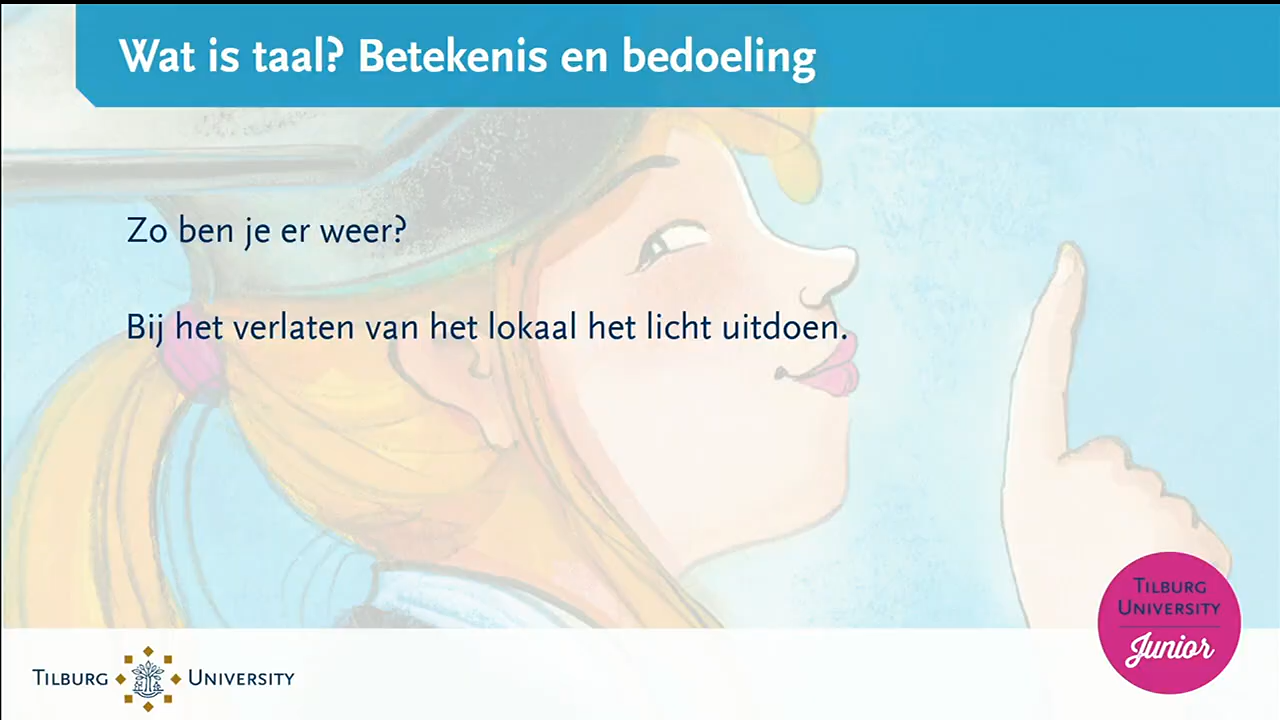 Wat is taal? Betekenis en bedoeling
Zo ben je er weer?
Bij het verlaten van het lokaal het licht uitdoen.
TILBURG UNIVERSITY
TILBURG
UNIVERSITY
Junior